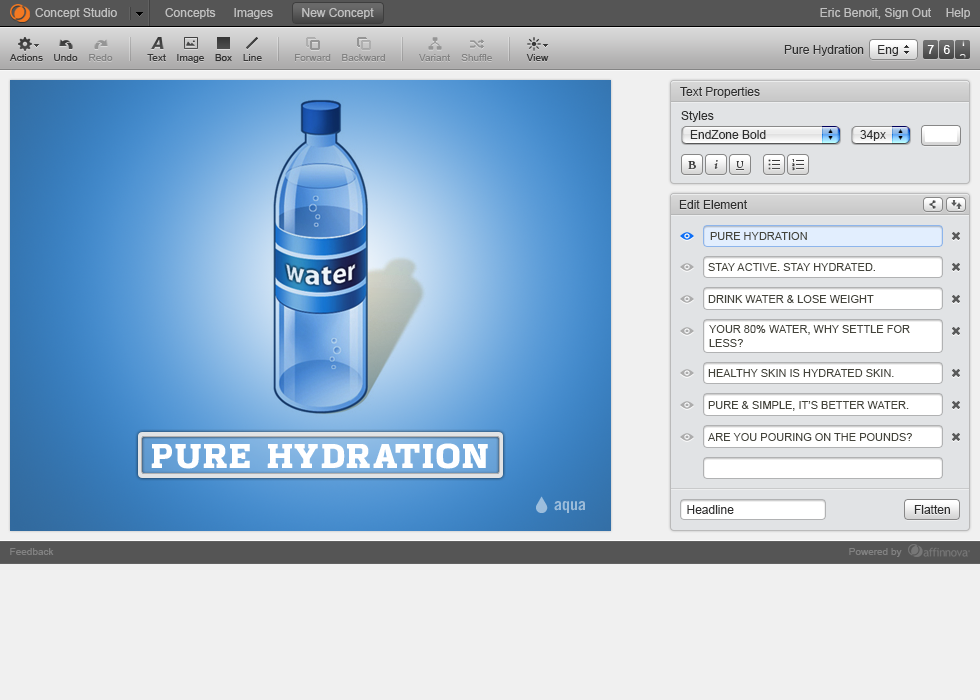 Concept Studio
Concepts
Images
New Concept
Eric Benoit, Sign Out
Help
Actions
Undo
Redo
Text
Image
Box
Line
Forward
Backward
Variant
Shuffle
View
Pure Hydration
Eng
7 6
water
PURE HYDRATION
aqua
Text Properties
Styles
EndZone Bold
34px
B
i
U
Edit Element
PURE HYDRATION
STAY ACTIVE. STAY HYDRATED.
DRINK WATER & LOSE WEIGHT
YOUR 80% WATER, WHY SETTLE FOR
LESS?
HEALTHY SKIN IS HYDRATED SKIN.
PURE & SIMPLE, IT'S BETTER WATER.
ARE YOU POURING ON THE POUNDS?
Headline
Flatten
Feedback
Powered by affinnova